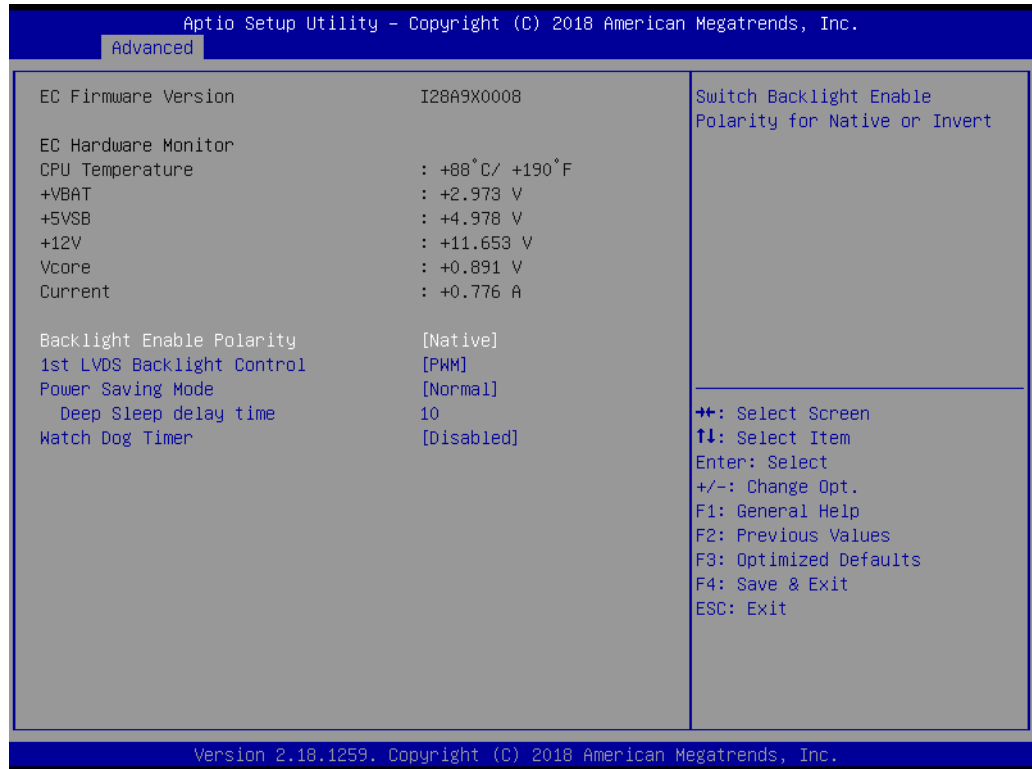 Aptio Setup Utility – Copyright (C) 2018 American Megatrends, Inc.
Advanced
EC Firmware Version I28A9X0008
EC Hardware Monitor
CPU Temperature : +88°C/ +190°F
+VBAT : +2.973 V
+5VSB : +4.978 V
+12V : +11.653 V
Vcore : +0.891 V
Current : +0.776 A
Backlight Enable Polarity [Native]
1st LVDS Backlight Control [PWM]
Power Saving Mode [Normal]
Deep Sleep delay time 10
Watch Dog Timer [Disabled]
Switch Backlight Enable
Polarity for Native or Invert
→←: Select Screen
↑↓: Select Item
Enter: Select
+/-: Change Opt.
F1: General Help
F2: Previous Values
F3: Optimized Defaults
F4: Save & Exit
ESC: Exit
Version 2.18.1259. Copyright (C) 2018 American Megatrends, Inc.